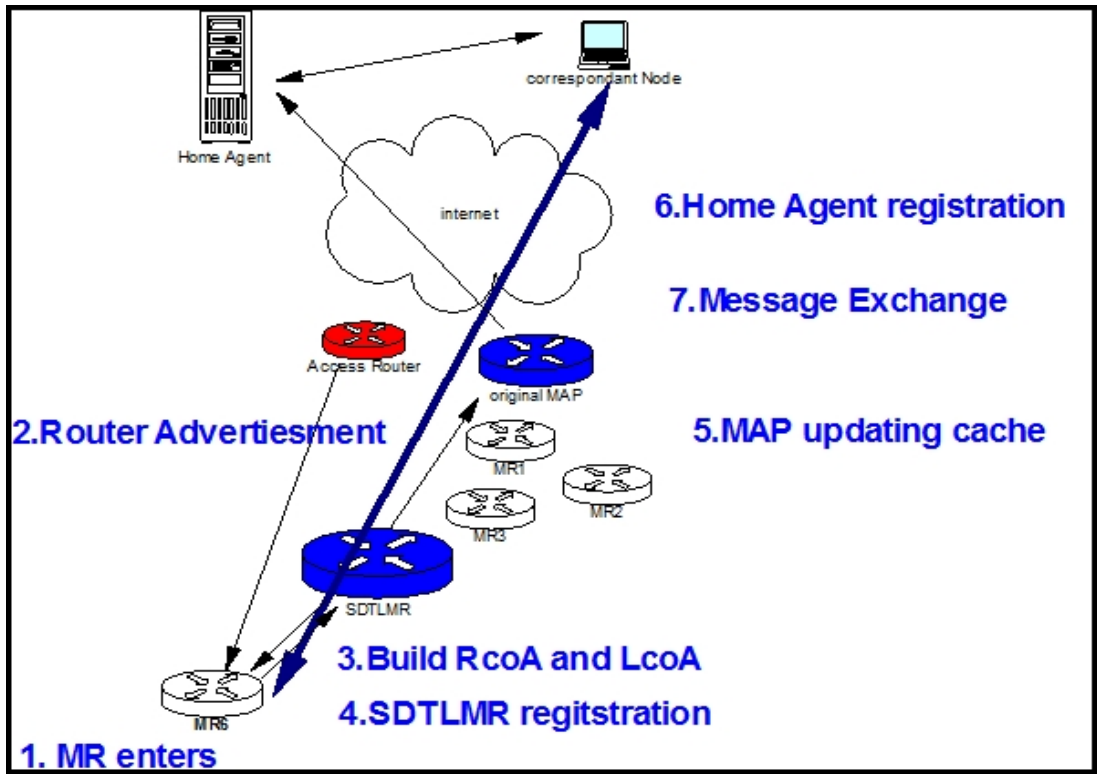 correspondant Node
Home Agent
internet
6.Home Agent registration
7.Message Exchange
Access Router
original MAP
2.Router Advertiesment
5.MAP updating cache
MR1
MR2
MR3
SDTLMR
3.Build RcoA and LcoA
4.SDTLMR regitstration
MR6
1. MR enters